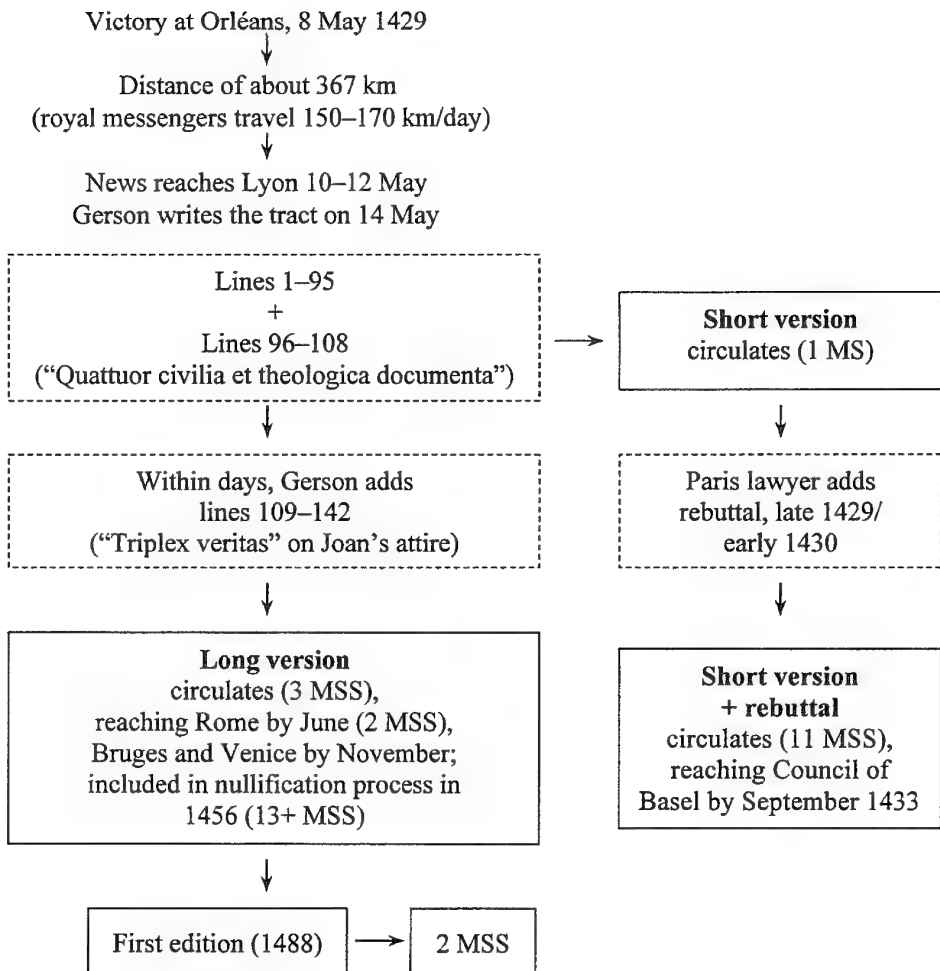 Victory at Orléans, 8 May 1429
Distance of about 367 km
(royal messengers travel 150–170 km/day)
News reaches Lyon 10–12 May
Gerson writes the tract on 14 May
Lines 1–95
+
Lines 96–108
(“Quattuor civilia et theologica documenta”)
Short version
circulates (1 MS)
Within days, Gerson adds
lines 109–142
(“Triplex veritas” on Joan’s attire)
Paris lawyer adds
rebuttal, late 1429/
early 1430
Long version
circulates (3 MSS),
reaching Rome by June (2 MSS),
Bruges and Venice by November;
included in nullification process in
1456 (13+ MSS)
Short version
+ rebuttal
circulates (11 MSS),
reaching Council of
Basel by September 1433
First edition (1488)
2 MSS